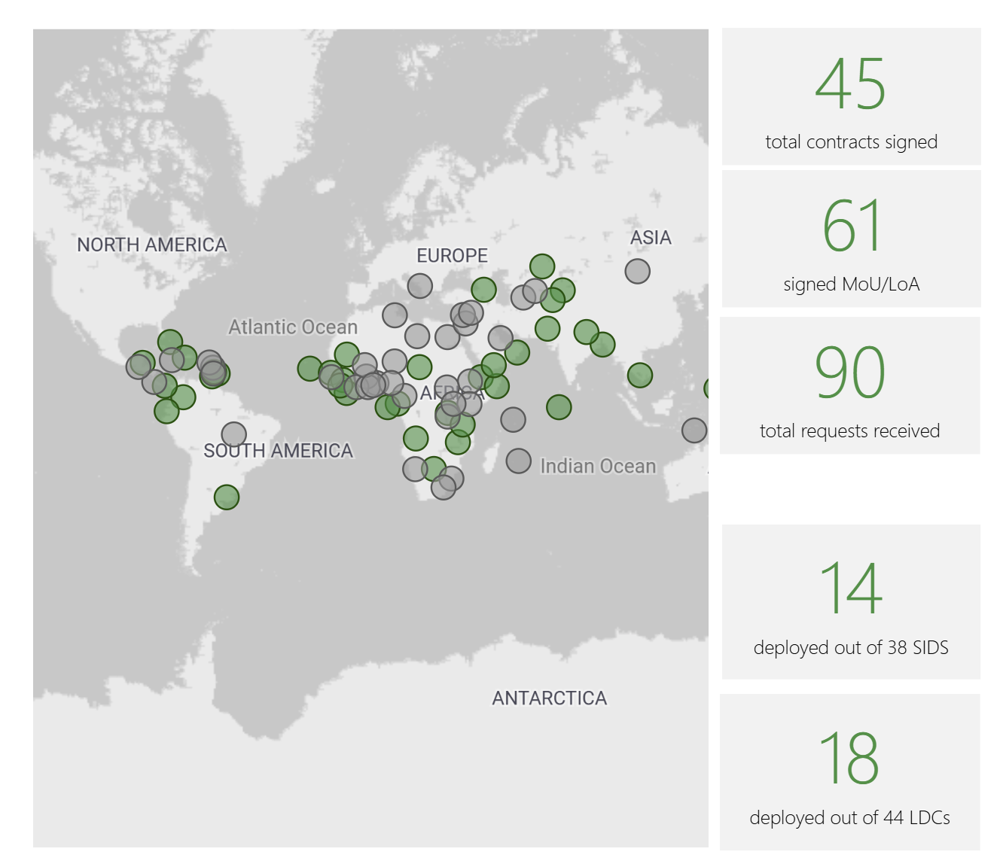 NORTH AMERICA
EUROPE
ASIA
Atlantic Ocean
AFRICA
SOUTH AMERICA
Indian Ocean
ANTARCTICA
45
total contracts signed
61
signed MoU/LoA
90
total requests received
14
deployed out of 38 SIDS
18
deployed out of 44 LDCs